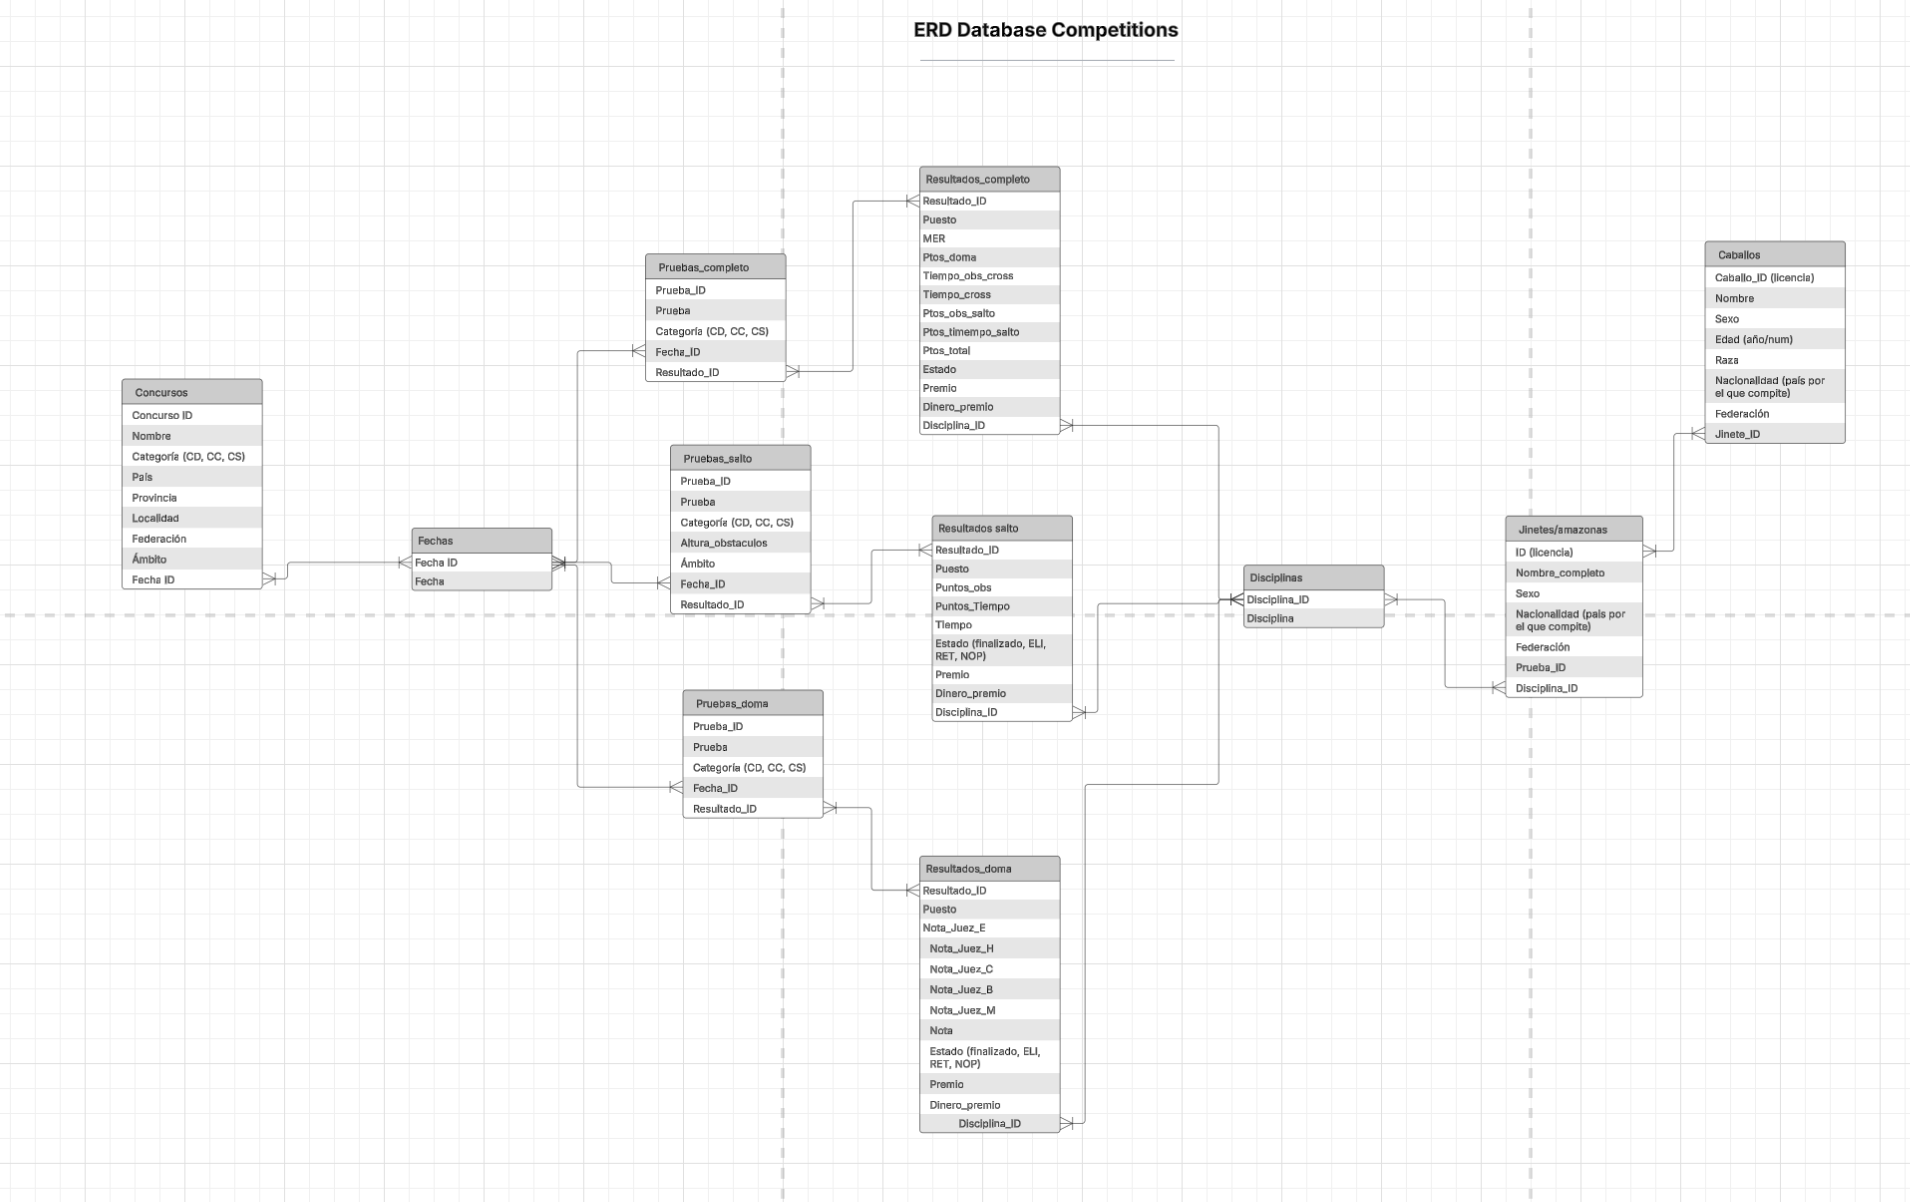 ERD Database Competitions
Concursos
Concurso ID
Nombre
Categoría (CD, CC, CS)
País
Provincia
Localidad
Federación
Ámbito
Fecha ID
Fechas
Fecha ID
Fecha
Pruebas_completo
Prueba_ID
Prueba
Categoría (CD, CC, CS)
Fecha_ID
Resultado_ID
Pruebas_salto
Prueba_ID
Prueba
Categoría (CD, CC, CS)
Altura_obstaculos
Ámbito
Fecha_ID
Resultado_ID
Pruebas_doma
Prueba_ID
Prueba
Categoría (CD, CC, CS)
Fecha_ID
Resultado_ID
Resultados_completo
Resultado_ID
Puesto
MER
Ptos_doma
Tiempo_obs_cross
Tiempo_cross
Ptos_obs_salto
Ptos_timempo_salto
Ptos_total
Estado
Premio
Dinero_premio
Disciplina_ID
Resultados salto
Resultado_ID
Puesto
Puntos_obs
Puntos_Tiempo
Tiempo
Estado (finalizado, ELI,
RET, NOP)
Premio
Dinero_premio
Disciplina_ID
Resultados_doma
Resultado_ID
Puesto
Nota_Juez_E
Nota_Juez_H
Nota_Juez_C
Nota_Juez_B
Nota_Juez_M
Nota
Estado (finalizado, ELI,
RET, NOP)
Premio
Dinero_premio
Disciplina_ID
Disciplinas
Disciplina_ID
Disciplina
Jinetes/amazonas
ID (licencia)
Nombre_completo
Sexo
Nacionalidad (país por
el que compite)
Federación
Prueba_ID
Disciplina_ID
Caballos
Caballo_ID (licencia)
Nombre
Sexo
Edad (año/num)
Raza
Nacionalidad (país por
el que compite)
Federación
Jinete_ID